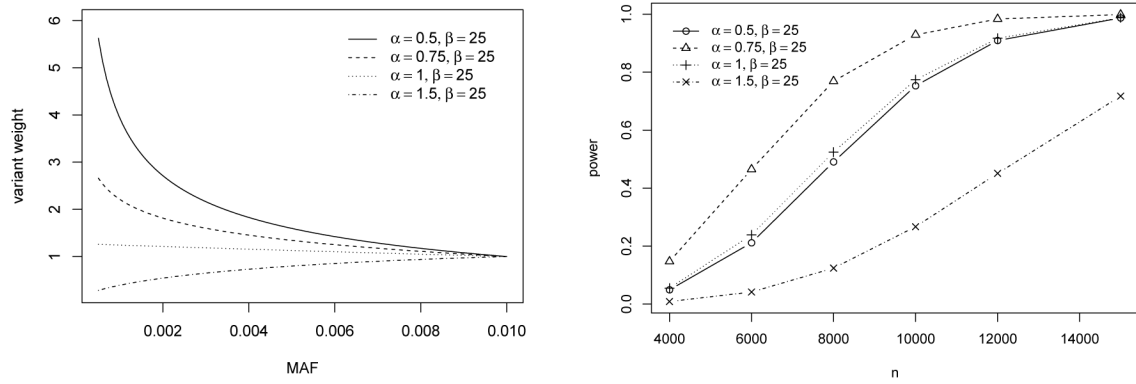 variant weight
6
5
4
3
2
1
0.002
0.004
0.006
0.008
0.010
MAF
α = 0.5, β = 25
α = 0.75, β = 25
α = 1, β = 25
α = 1.5, β = 25
power
1.0
0.8
0.6
0.4
0.2
0.0
4000
6000
8000
10000
12000
14000
n
α = 0.5, β = 25
α = 0.75, β = 25
α = 1, β = 25
α = 1.5, β = 25